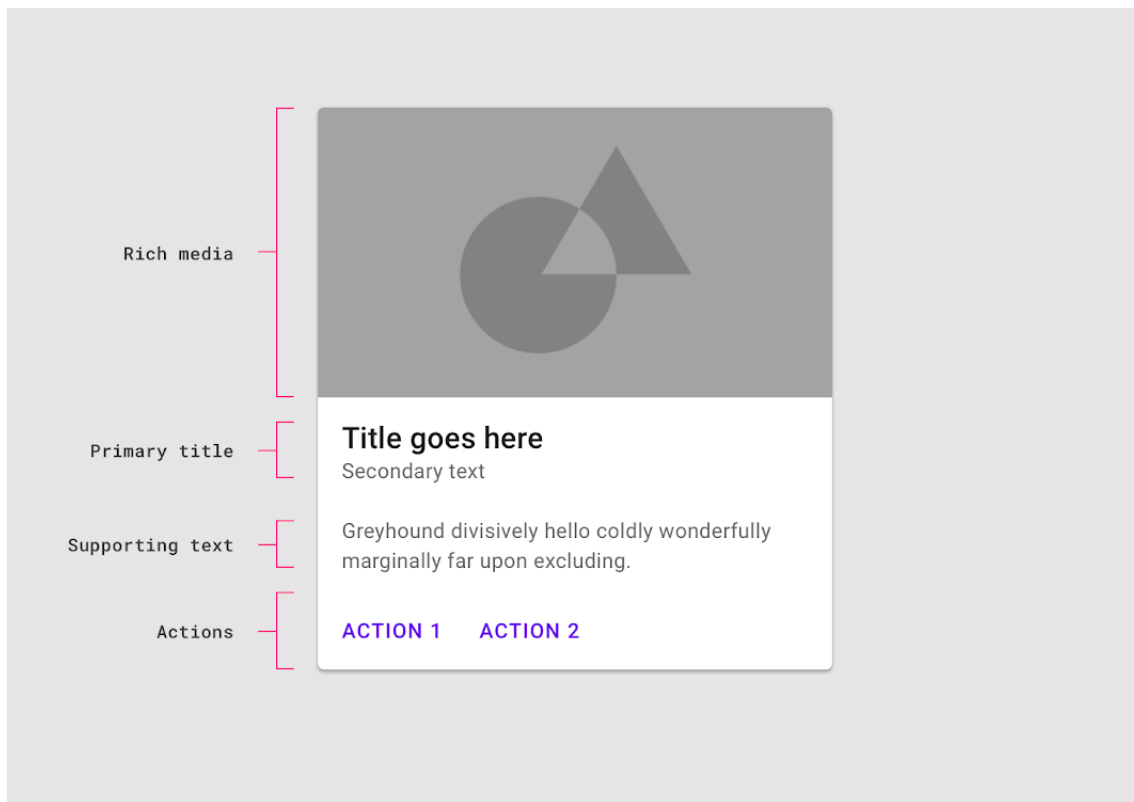 Rich media
Primary title
Title goes here
Secondary text
Supporting text
Greyhound divisively hello coldly wonderfully
marginally far upon excluding.
Actions
ACTION 1 ACTION 2